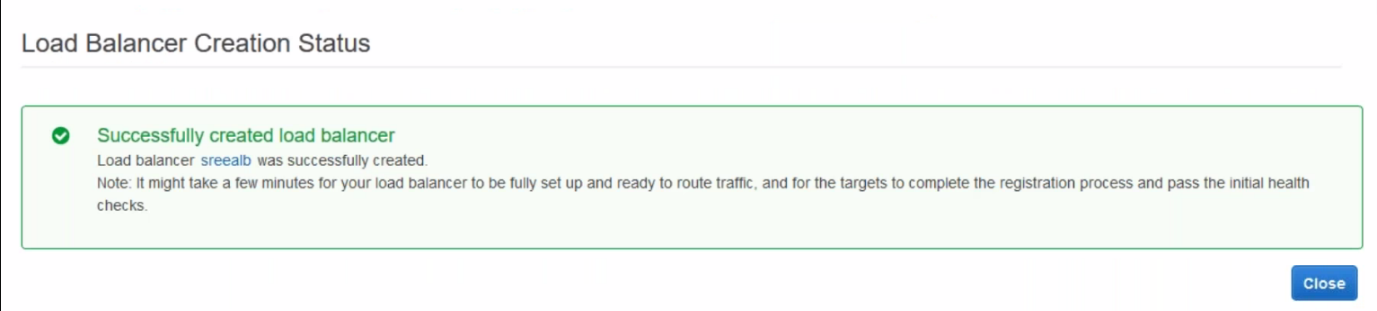 Load Balancer Creation Status
Successfully created load balancer
Load balancer sreealb was successfully created.
Note: It might take a few minutes for your load balancer to be fully set up and ready to route traffic, and for the targets to complete the registration process and pass the initial health
checks.
Close